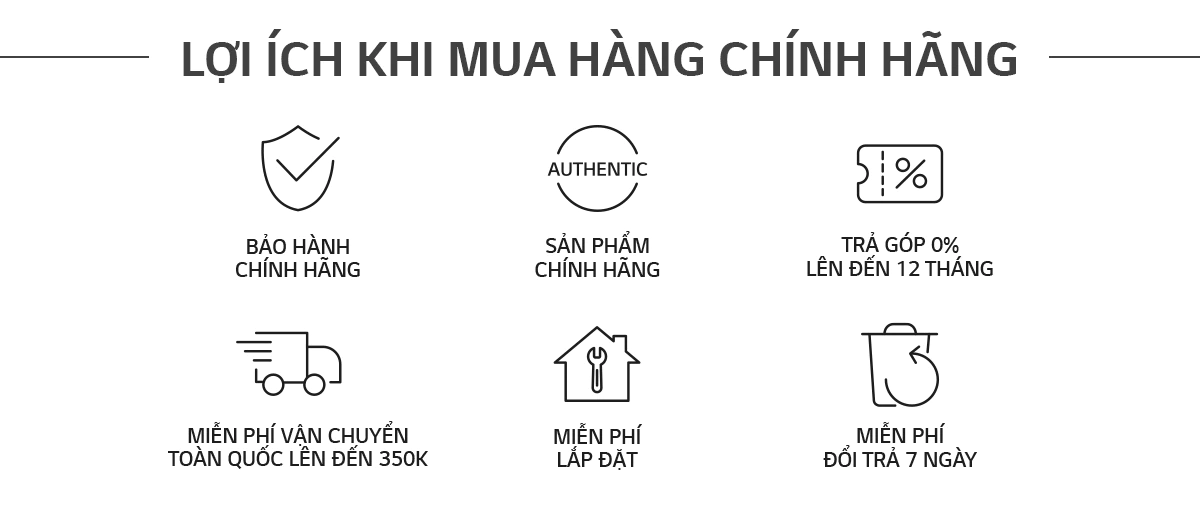 LỢI ÍCH KHI MUA HÀNG CHÍNH HÃNG
BẢO HÀNH
CHÍNH HÃNG
AUTHENTIC
SẢN PHẨM
CHÍNH HÃNG
%
TRẢ GÓP 0%
LÊN ĐẾN 12 THÁNG
MIỄN PHÍ VẬN CHUYỂN
TOÀN QUỐC LÊN ĐẾN 350K
MIỄN PHÍ
LẮP ĐẶT
MIỄN PHÍ
ĐỔI TRẢ 7 NGÀY